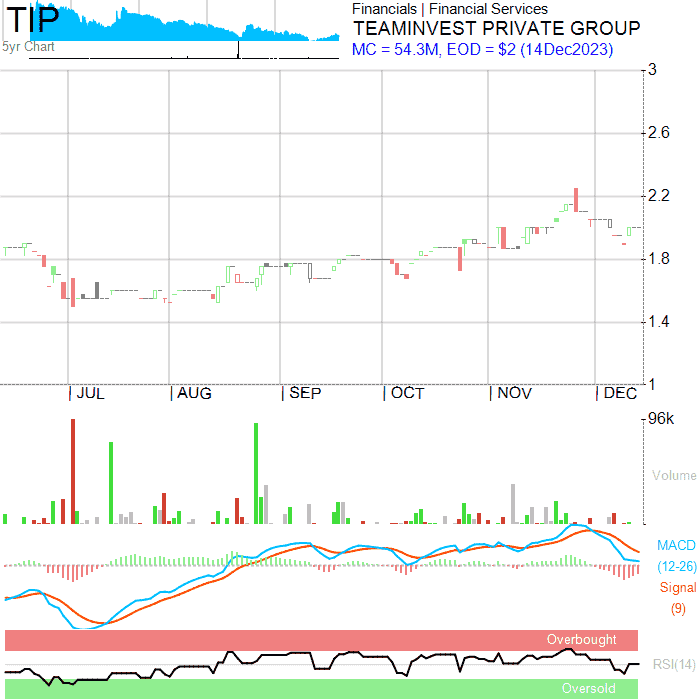 TIP
5yr Chart
Financials | Financial Services
TEAMINVEST PRIVATE GROUP
MC = 54.3M, EOD = $2 (14Dec2023)
3
2.6
2.2
1.8
1.4
1
JUL
AUG
SEP
OCT
NOV
DEC
96k
Volume
MACD
(12-26)
Signal
(9)
Overbought
RSI(14)
Oversold